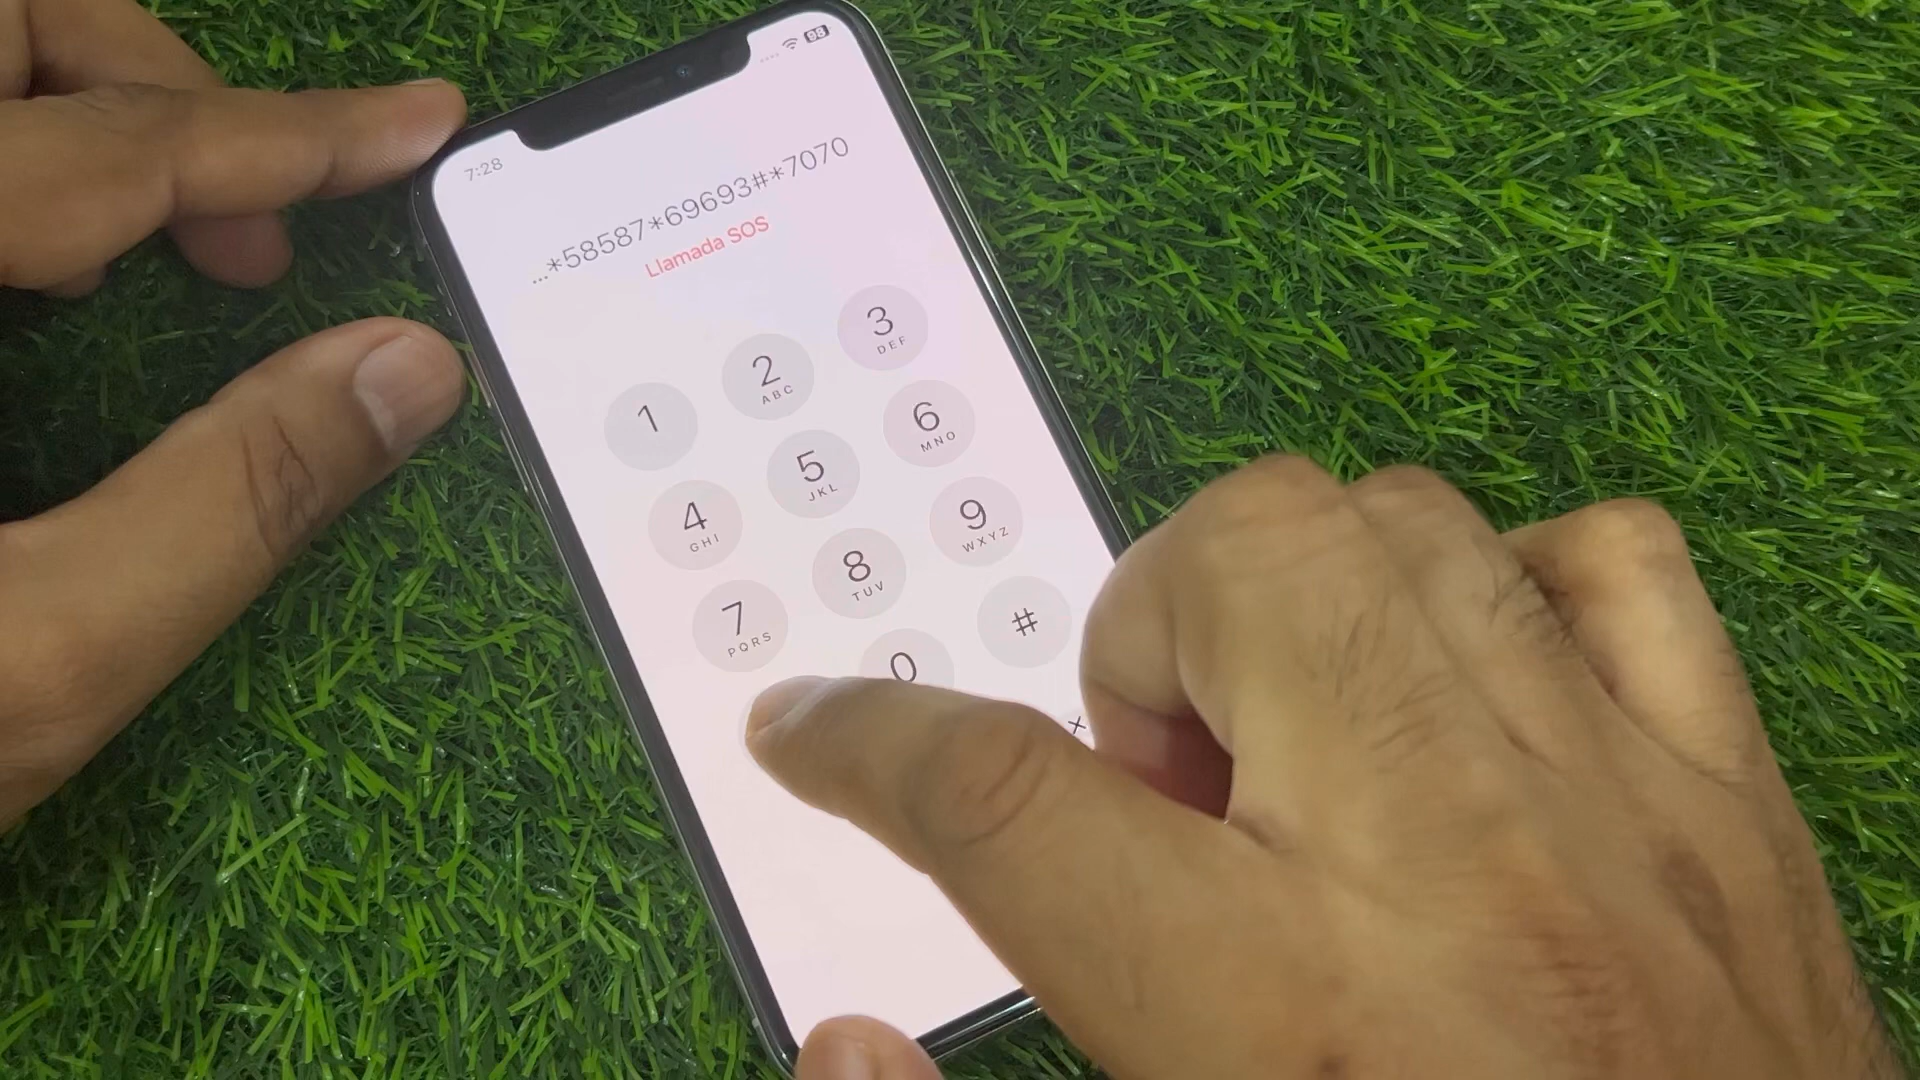 7:28
98
...*58587*69693#*7070
Llamada SOS
1
2
ABC
3
DEF
4
GHI
5
JKL
6
MNO
7
PQRS
8
TUV
9
WXYZ
0
#